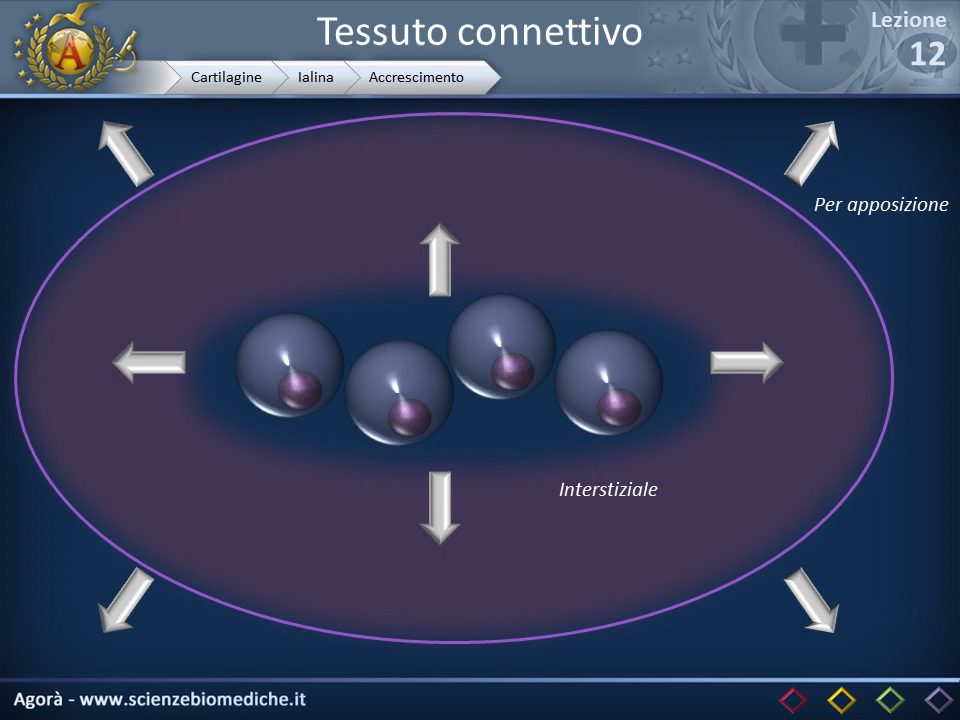 Tessuto connettivo
Lezione
12
Cartilagine
Ialina
Accrescimento
Per apposizione
Interstiziale
Agorà - www.scienzebiomediche.it
A